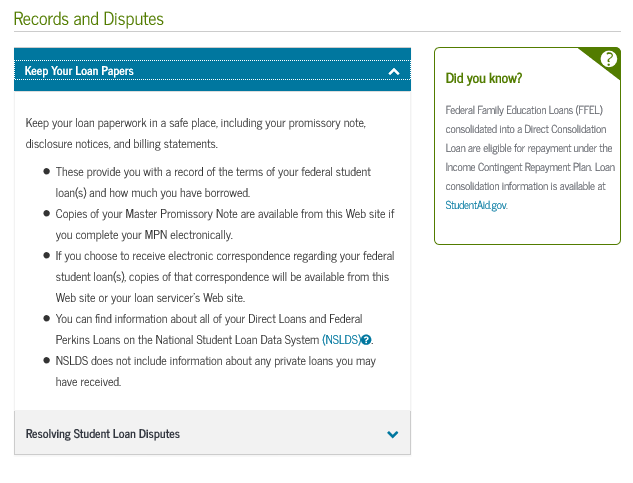 Records and Disputes
Keep Your Loan Papers
Keep your loan paperwork in a safe place, including your promissory note,
disclosure notices, and billing statements.
● These provide you with a record of the terms of your federal student
loan(s) and how much you have borrowed.
● Copies of your Master Promissory Note are available from this Web site if
you complete your MPN electronically.
● If you choose to receive electronic correspondence regarding your federal
student loan(s), copies of that correspondence will be available from this
Web site or your loan servicer's Web site.
● You can find information about all of your Direct Loans and Federal
Perkins Loans on the National Student Loan Data System (NSLDS)?.
● NSLDS does not include information about any private loans you may
have received.
Resolving Student Loan Disputes
?
Did you know?
Federal Family Education Loans (FFEL)
consolidated into a Direct Consolidation
Loan are eligible for repayment under the
Income Contingent Repayment Plan. Loan
consolidation information is available at
StudentAid.gov.